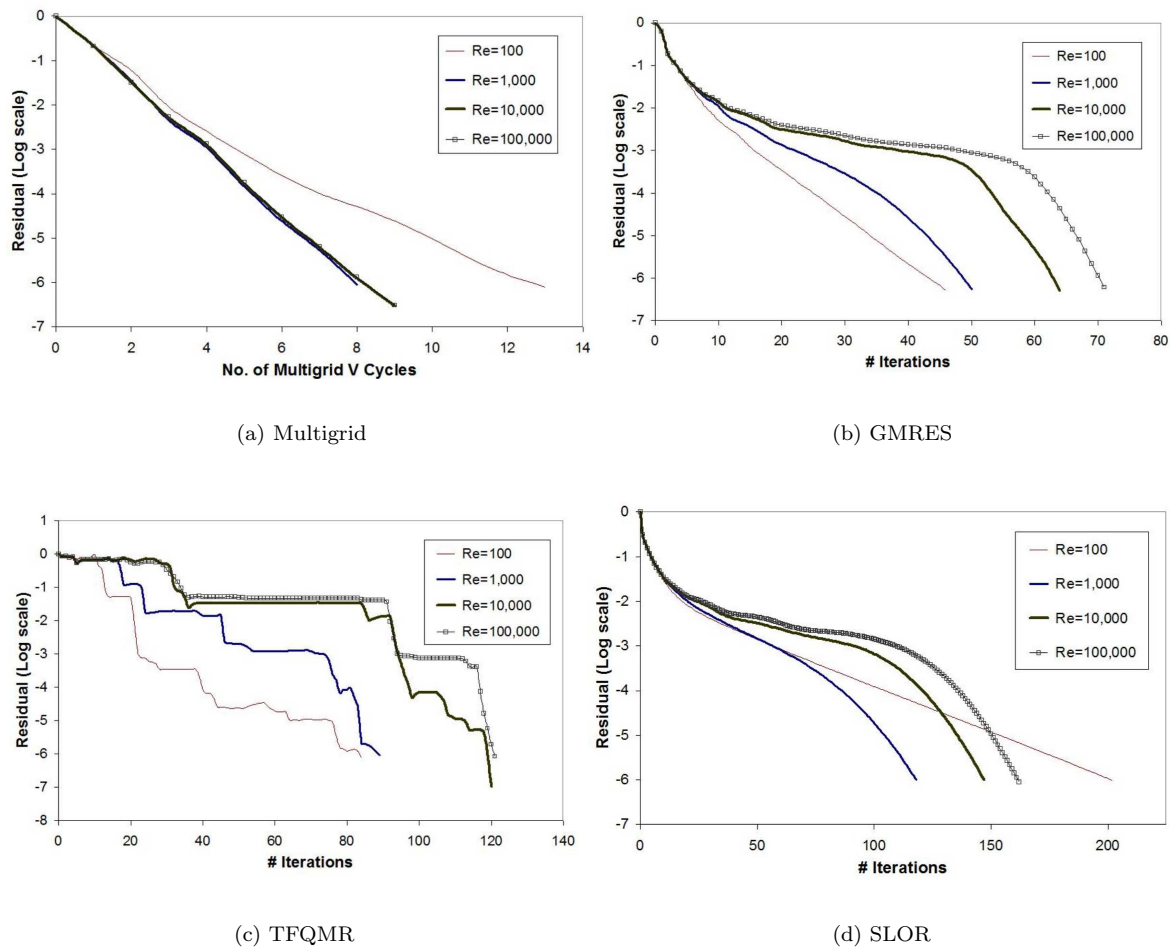 0
-1
-2
-3
-4
-5
-6
-7
Residual (Log scale)
0 2 4 6 8 10 12 14
No. of Multigrid V Cycles
Re=100
Re=1,000
Re=10,000
Re=100,000
(a) Multigrid
0
-1
-2
-3
-4
-5
-6
-7
Residual (Log scale)
0 10 20 30 40 50 60 70 80
# Iterations
Re=100
Re=1,000
Re=10,000
Re=100,000
(b) GMRES
1
0
-1
-2
-3
-4
-5
-6
-7
-8
Residual (Log scale)
0 20 40 60 80 100 120 140
# Iterations
Re=100
Re=1,000
Re=10,000
Re=100,000
(c) TFQMR
0
-1
-2
-3
-4
-5
-6
-7
Residual (Log scale)
0 50 100 150 200
# Iterations
Re=100
Re=1,000
Re=10,000
Re=100,000
(d) SLOR